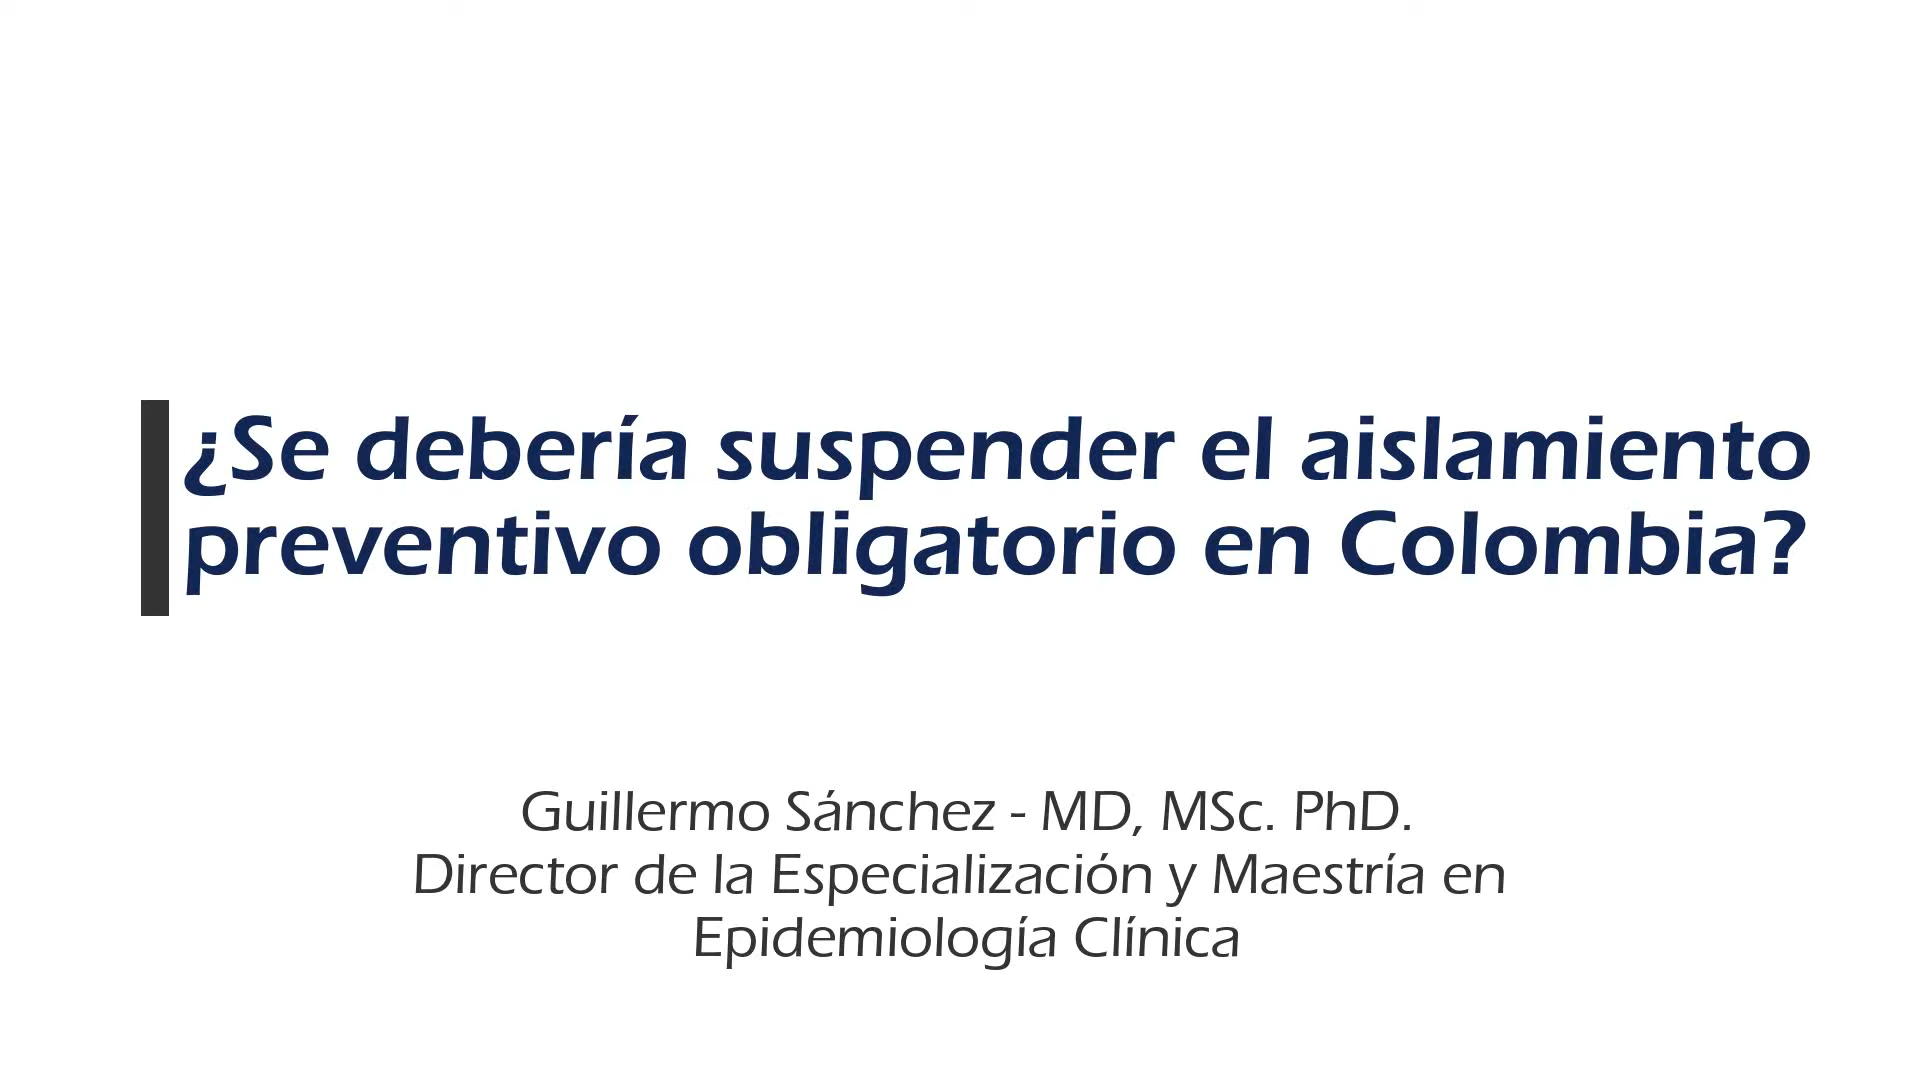 ¿Se debería suspender el aislamiento
preventivo obligatorio en Colombia?
Guillermo Sánchez - MD, MSc. PhD.
Director de la Especialización y Maestría en
Epidemiología Clínica